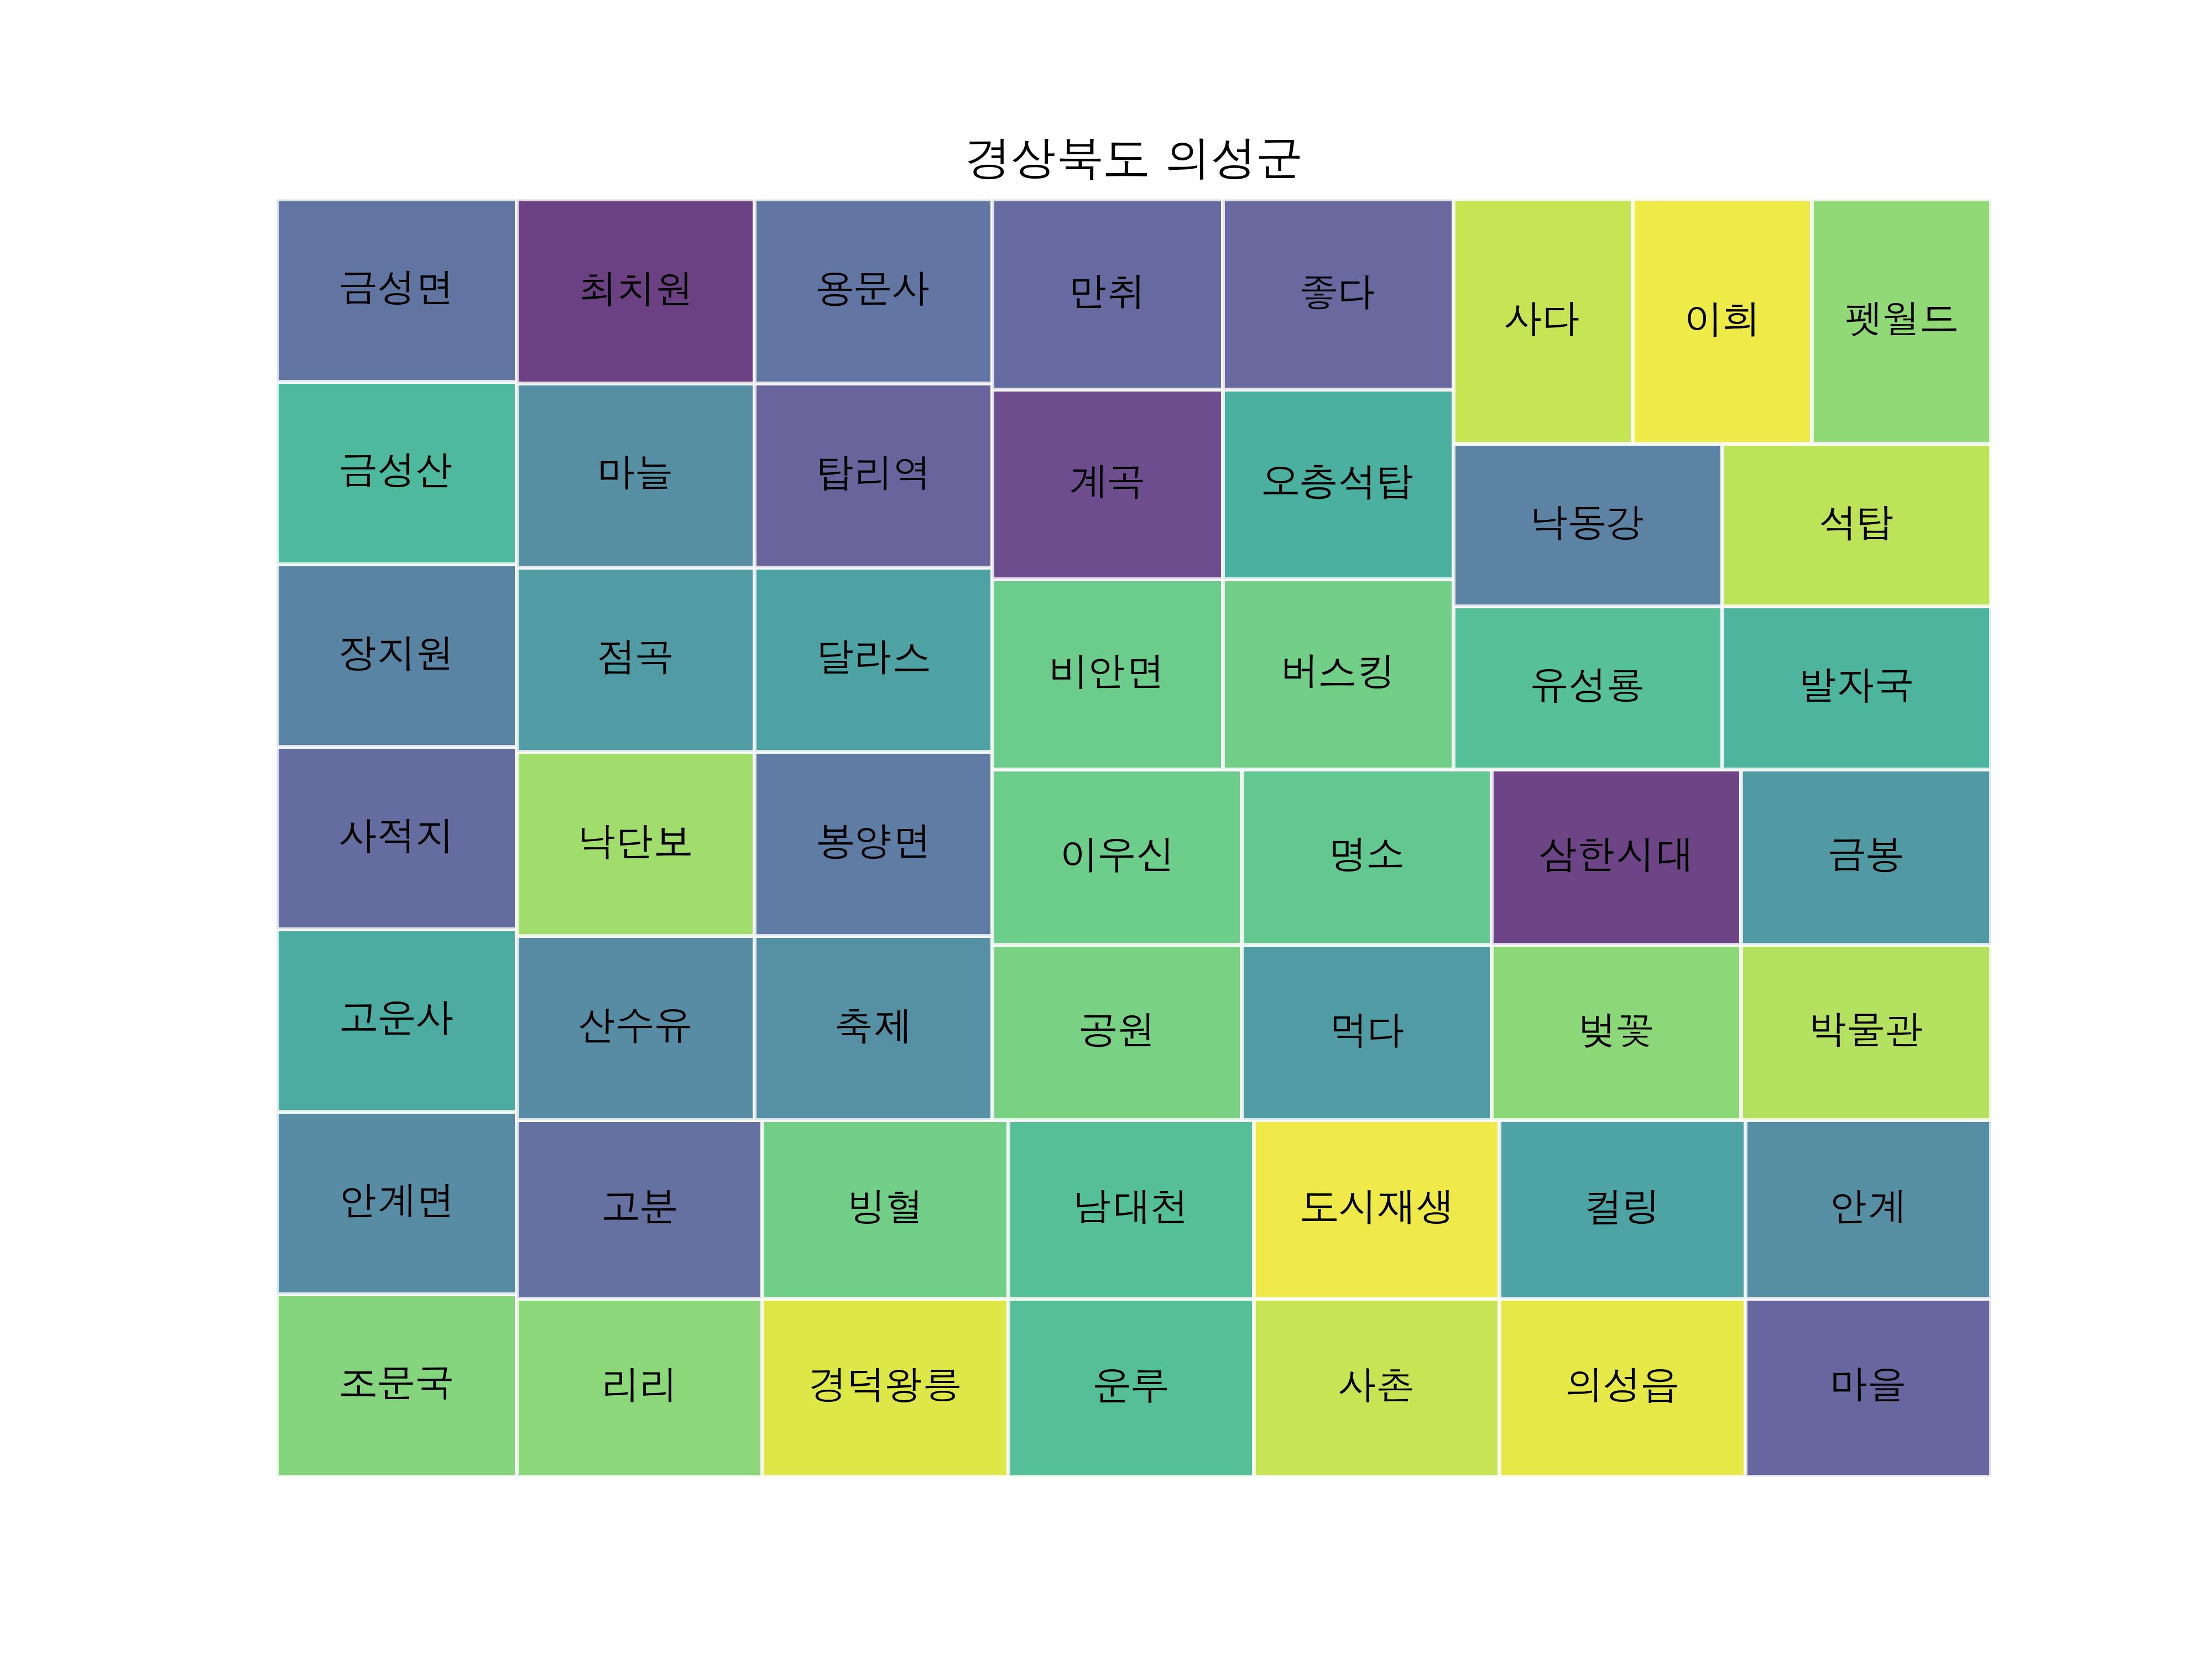 경상북도 의성군
금성면 최치원 용문사 만취 좋다 사다 이희 펫월드
금성산 마늘 탑리역 계곡 오층석탑 낙동강 석탑
장지원 점곡 달라스 비안면 버스킹 유성룡 발자국
사적지 낙단보 봉양면 이우신 명소 삼한시대 금봉
고운사 산수유 축제 공원 먹다 벚꽃 박물관
안계면 고분 빙혈 남대천 도시재생 컬링 안계
조문국 리리 경덕왕릉 운루 사촌 의성읍 마을